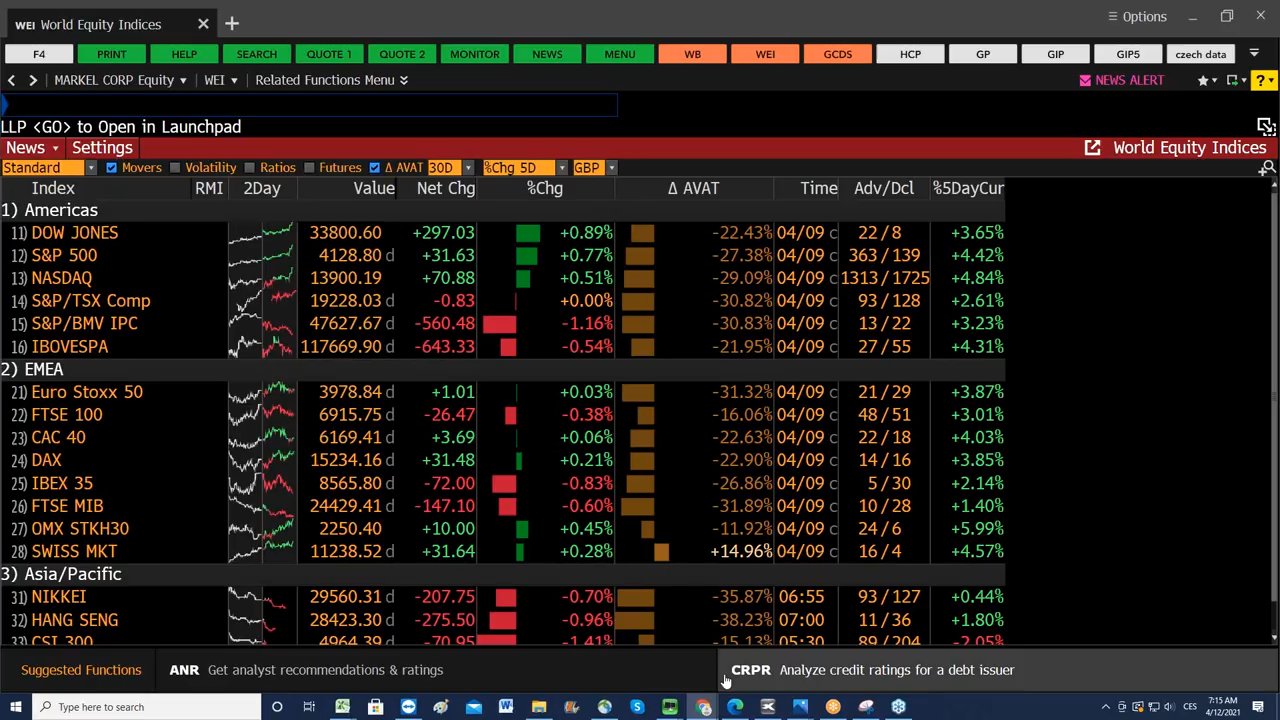 WEI World Equity Indices × + Options
F4 PRINT HELP SEARCH QUOTE 1 QUOTE 2 MONITOR NEWS MENU WB WEI GCDS HCP GP GIP GIP5 czech data
MARKEL CORP Equity WEI Related Functions Menu NEWS ALERT ?
LLP <GO> to Open in Launchpad
News Settings World Equity Indices
Standard Movers Volatility Ratios Futures Δ AVAT 30D %Chg 5D GBP
Index RMI 2Day Value Net Chg %Chg Δ AVAT Time Adv/Dcl %5DayCur
1) Americas
11) DOW JONES 33800.60 +297.03 +0.89% -22.43% 04/09 c 22 / 8 +3.65%
12) S&P 500 4128.80 d +31.63 +0.77% -27.38% 04/09 c 363 / 139 +4.42%
13) NASDAQ 13900.19 +70.88 +0.51% -29.09% 04/09 c 1313 / 1725 +4.84%
14) S&P/TSX Comp 19228.03 d -0.83 +0.00% -30.82% 04/09 c 93 / 128 +2.61%
15) S&P/BMV IPC 47627.67 d -560.48 -1.16% -30.83% 04/09 c 13 / 22 +3.23%
16) IBOVESPA 117669.90 d -643.33 -0.54% -21.95% 04/09 c 27 / 55 +4.31%
2) EMEA
21) Euro Stoxx 50 3978.84 d +1.01 +0.03% -31.32% 04/09 c 21 / 29 +3.87%
22) FTSE 100 6915.75 d -26.47 -0.38% -16.06% 04/09 c 48 / 51 +3.01%
23) CAC 40 6169.41 d +3.69 +0.06% -22.63% 04/09 c 22 / 18 +4.03%
24) DAX 15234.16 d +31.48 +0.21% -22.90% 04/09 c 14 / 16 +3.85%
25) IBEX 35 8565.80 d -72.00 -0.83% -26.86% 04/09 c 5 / 30 +2.14%
26) FTSE MIB 24429.41 d -147.10 -0.60% -31.89% 04/09 c 10 / 28 +1.40%
27) OMX STKH30 2250.40 d +10.00 +0.45% -11.92% 04/09 c 24 / 6 +5.99%
28) SWISS MKT 11238.52 d +31.64 +0.28% +14.96% 04/09 c 16 / 4 +4.57%
3) Asia/Pacific
31) NIKKEI 29560.31 d -207.75 -0.70% -35.87% 06:55 93 / 127 +0.44%
32) HANG SENG 28423.30 d -275.50 -0.96% -38.23% 07:00 11 / 36 +1.80%
33) CSI 300 4964.39 d -70.95 -1.41% -15.13% 05:30 89 / 204 -2.05%
Suggested Functions ANR Get analyst recommendations & ratings CRPR Analyze credit ratings for a debt issuer
Type here to search CES 7:15 AM
4/12/2021